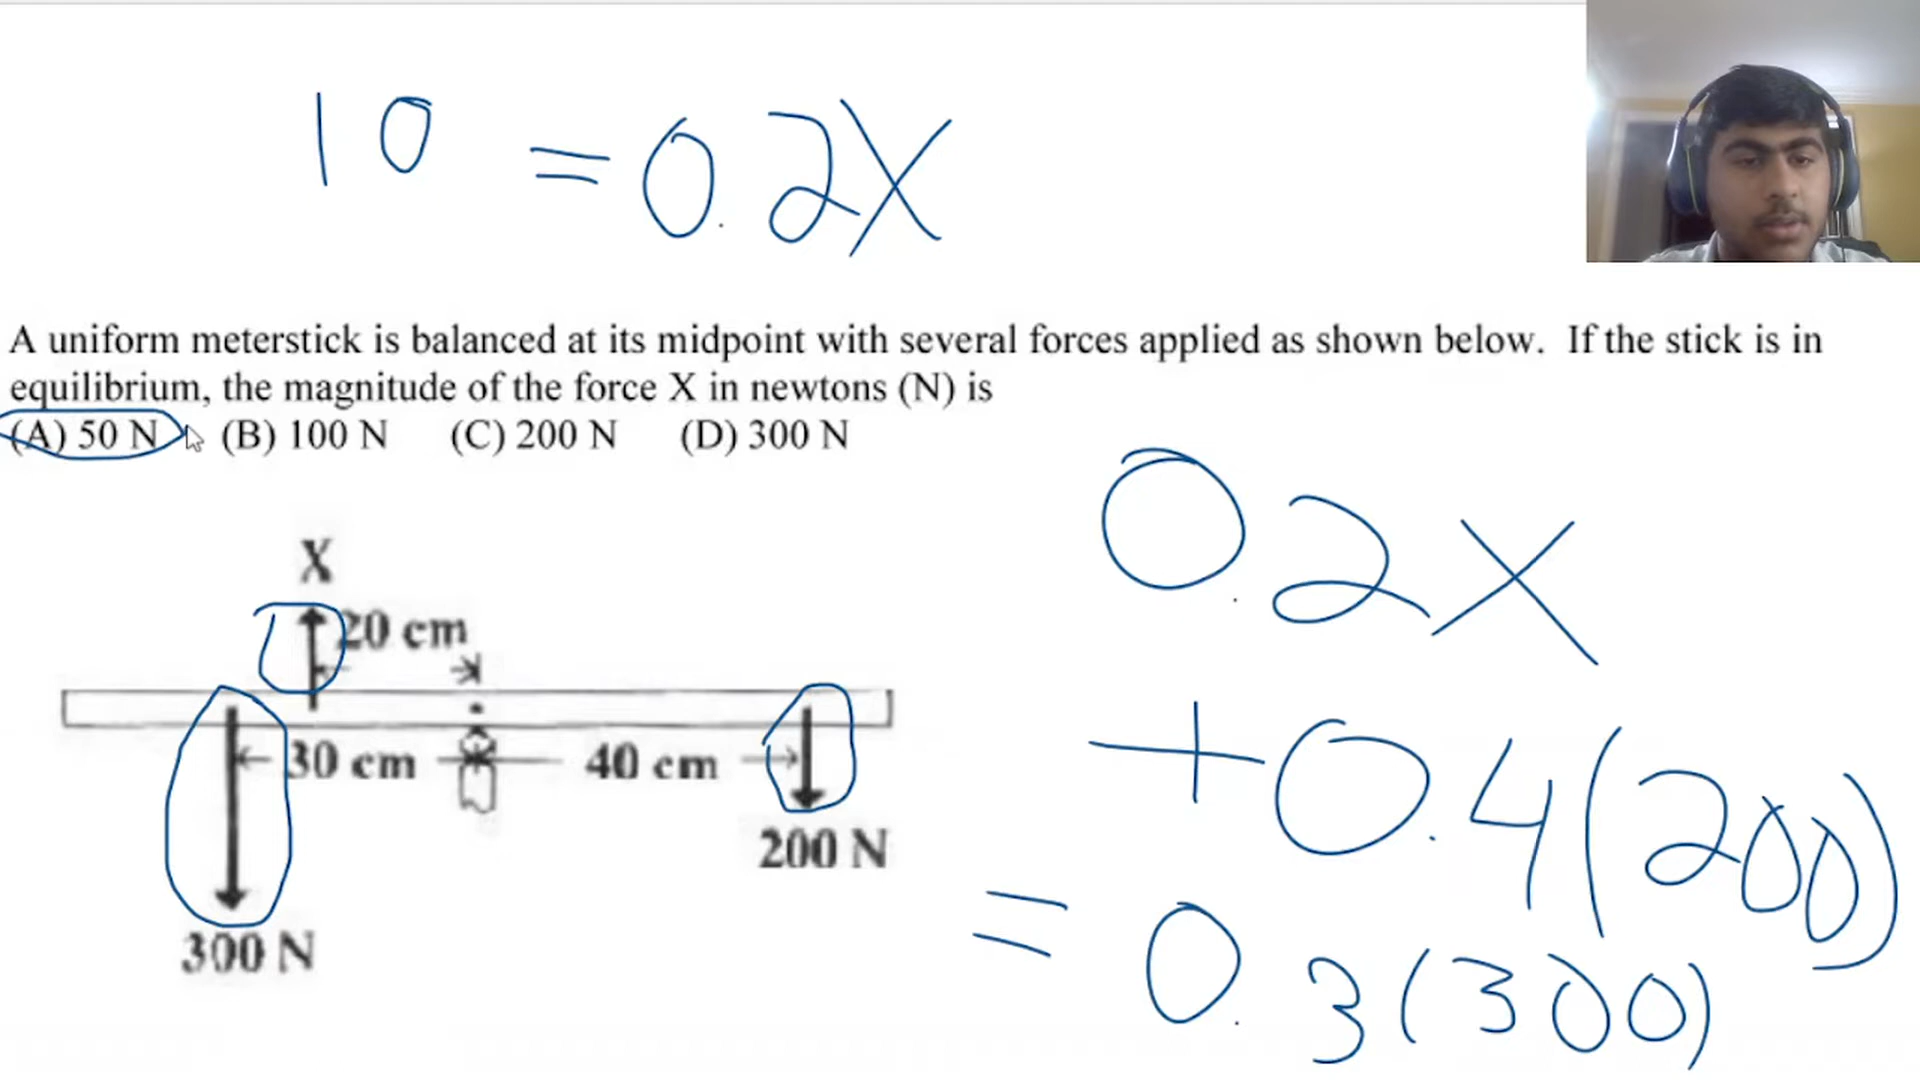 10 = 0.2X
A uniform meterstick is balanced at its midpoint with several forces applied as shown below. If the stick is in
equilibrium, the magnitude of the force X in newtons (N) is
(A) 50 N (B) 100 N (C) 200 N (D) 300 N
X
20 cm
30 cm
40 cm
200 N
300 N
0.2X
+0.4(200)
= 0.3(300)